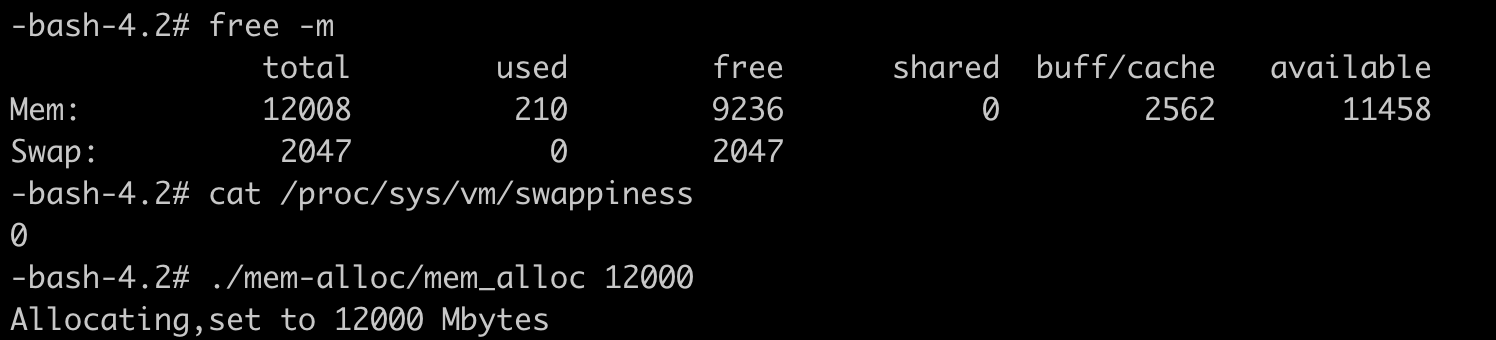 -bash-4.2# free -m
              total        used        free      shared  buff/cache   available
Mem:          12008         210        9236           0        2562       11458
Swap:          2047           0        2047
-bash-4.2# cat /proc/sys/vm/swappiness
0
-bash-4.2# ./mem-alloc/mem_alloc 12000
Allocating,set to 12000 Mbytes